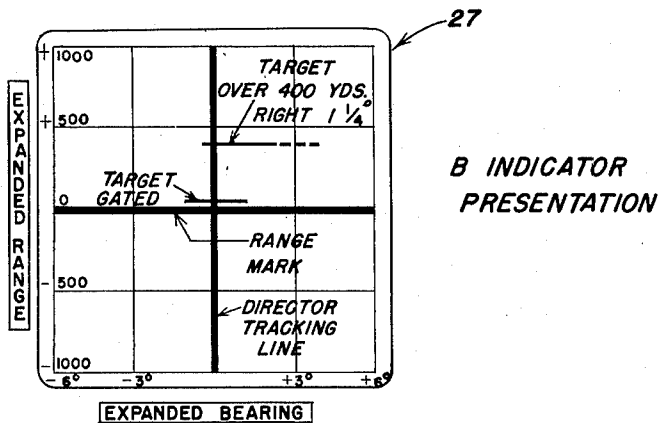 27
+ 1000
TARGET
OVER 400 YDS.
RIGHT 1 ¼°
+ 500
TARGET
GATED
0
RANGE
MARK
- 500
DIRECTOR
TRACKING
LINE
- 1000
-6° -3° +3° +6°
EXPANDED RANGE
EXPANDED BEARING
B INDICATOR
PRESENTATION